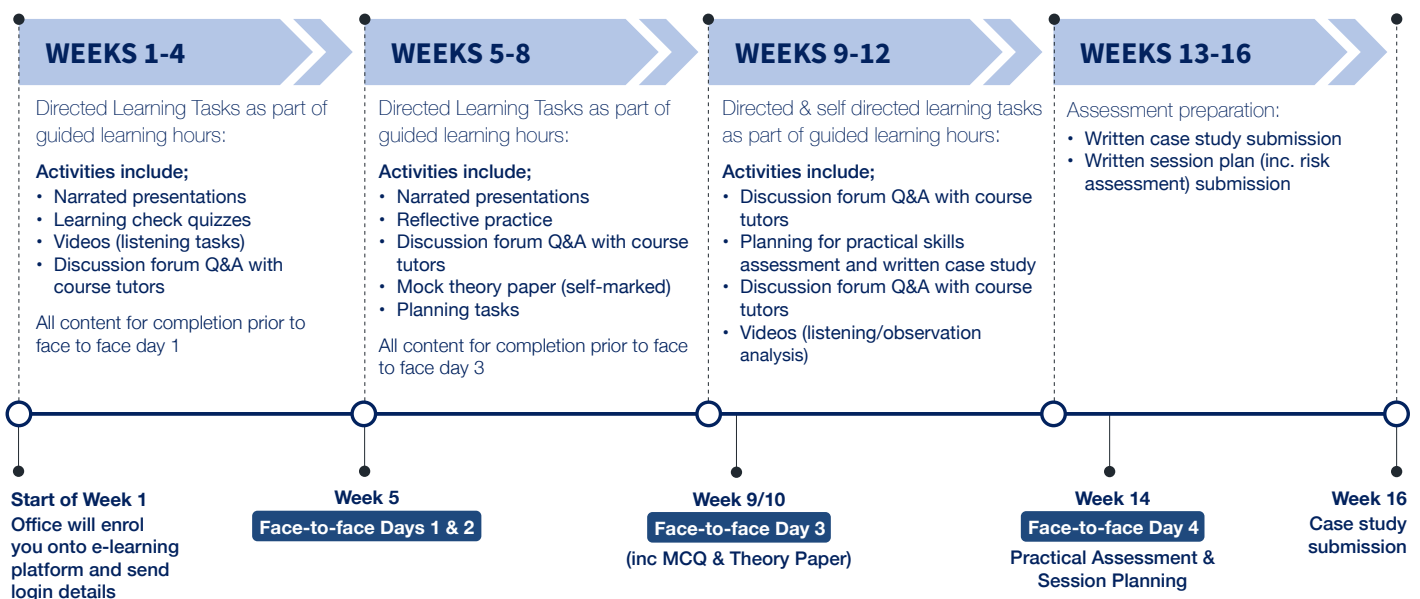 WEEKS 1-4
Directed Learning Tasks as part of
guided learning hours:
Activities include;
• Narrated presentations
• Learning check quizzes
• Videos (listening tasks)
• Discussion forum Q&A with
course tutors
All content for completion prior to
face to face day 1
WEEKS 5-8
Directed Learning Tasks as part of
guided learning hours:
Activities include;
• Narrated presentations
• Reflective practice
• Discussion forum Q&A with course
tutors
• Mock theory paper (self-marked)
• Planning tasks
All content for completion prior to face
to face day 3
WEEKS 9-12
Directed & self directed learning tasks
as part of guided learning hours:
Activities include;
• Discussion forum Q&A with course
tutors
• Planning for practical skills
assessment and written case study
• Discussion forum Q&A with course
tutors
• Videos (listening/observation
analysis)
WEEKS 13-16
Assessment preparation:
• Written case study submission
• Written session plan (inc. risk
assessment) submission
Start of Week 1
Office will enrol
you onto e-learning
platform and send
login details
Week 5
Face-to-face Days 1 & 2
Week 9/10
Face-to-face Day 3
(inc MCQ & Theory Paper)
Week 14
Face-to-face Day 4
Practical Assessment &
Session Planning
Week 16
Case study
submission